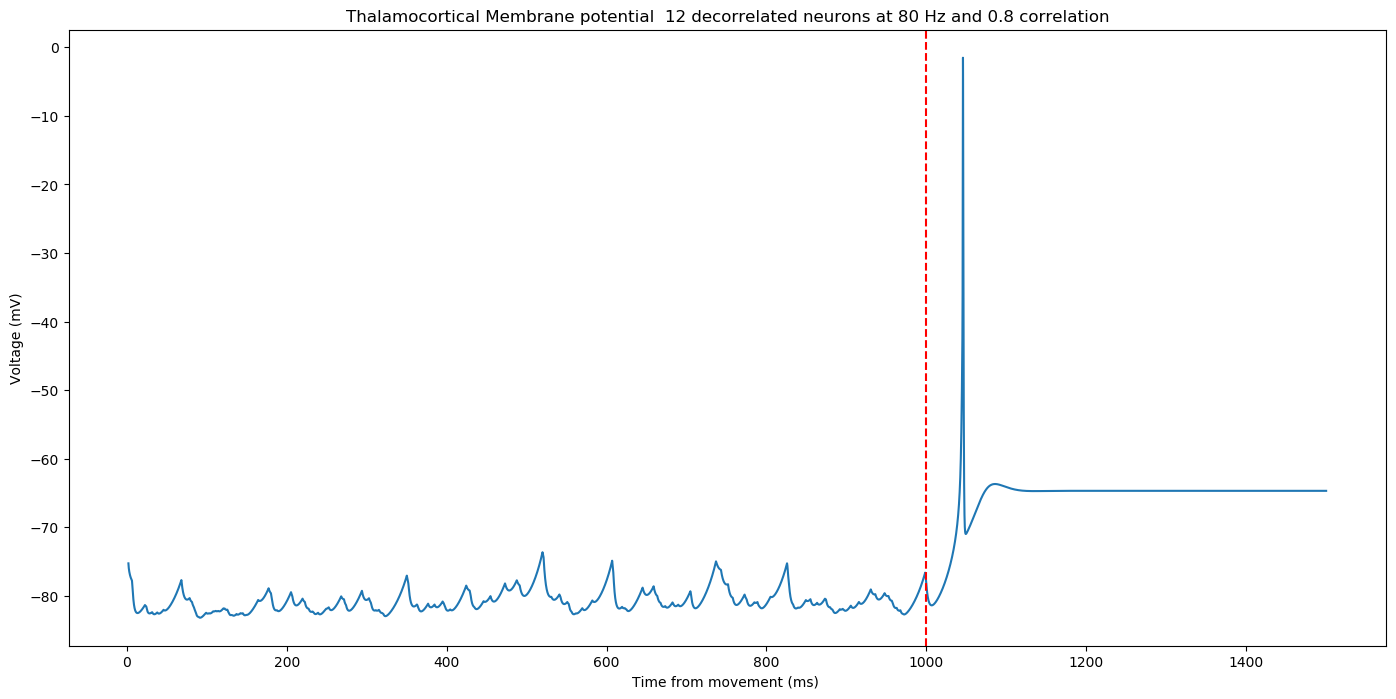 Thalamocortical Membrane potential  12 decorrelated neurons at 80 Hz and 0.8 correlation
0
−10
−20
−30
−40
−50
−60
−70
−80
Voltage (mV)
0 200 400 600 800 1000 1200 1400
Time from movement (ms)